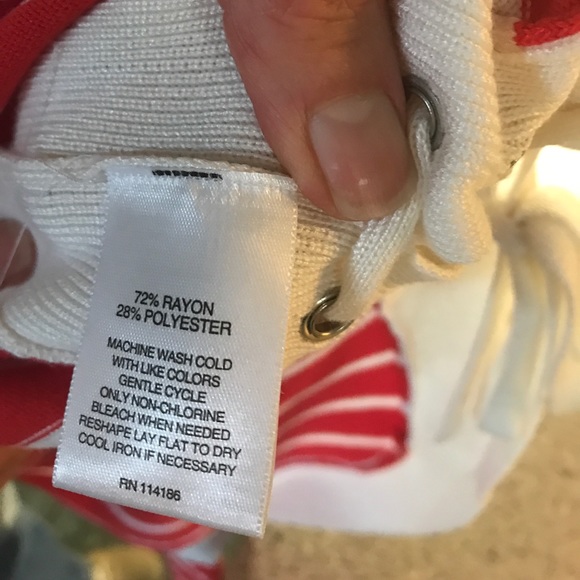 72% RAYON
28% POLYESTER
MACHINE WASH COLD
WITH LIKE COLORS
GENTLE CYCLE
ONLY NON-CHLORINE
BLEACH WHEN NEEDED
RESHAPE LAY FLAT TO DRY
COOL IRON IF NECESSARY
RN 114186